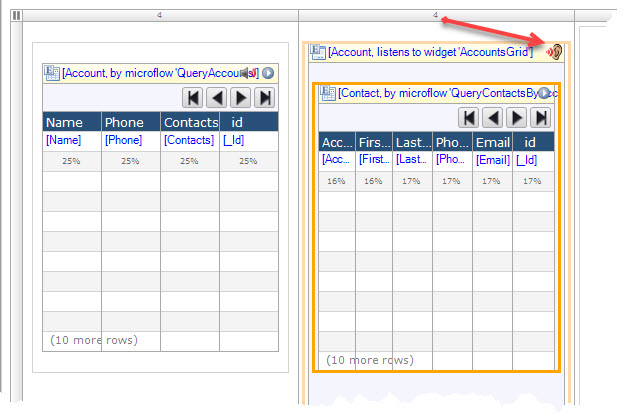 4 4
[Account, listens to widget 'AccountsGrid']
[Account, by microflow 'QueryAccounts']
[Contact, by microflow 'QueryContactsByAcc
Name Phone Contacts id
[Name] [Phone] [Contacts] [_Id]
25% 25% 25% 25%
(10 more rows)
Acc... First... Last... Pho... Email id
[Acc... [First... [Last... [Pho... [Email] [_Id]
16% 16% 17% 17% 17% 17%
(10 more rows)